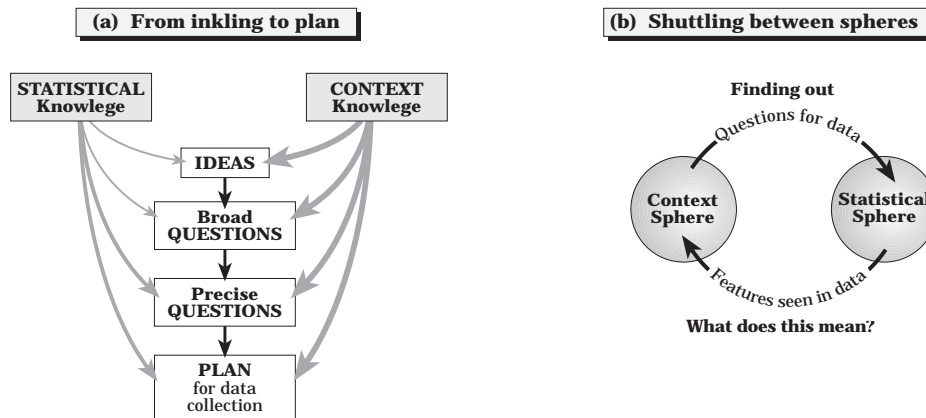 (a) From inkling to plan
STATISTICAL
Knowlege
CONTEXT
Knowlege
IDEAS
Broad
QUESTIONS
Precise
QUESTIONS
PLAN
for data
collection
(b) Shuttling between spheres
Finding out
Questions for data
Context
Sphere
Statistical
Sphere
Features seen in data
What does this mean?